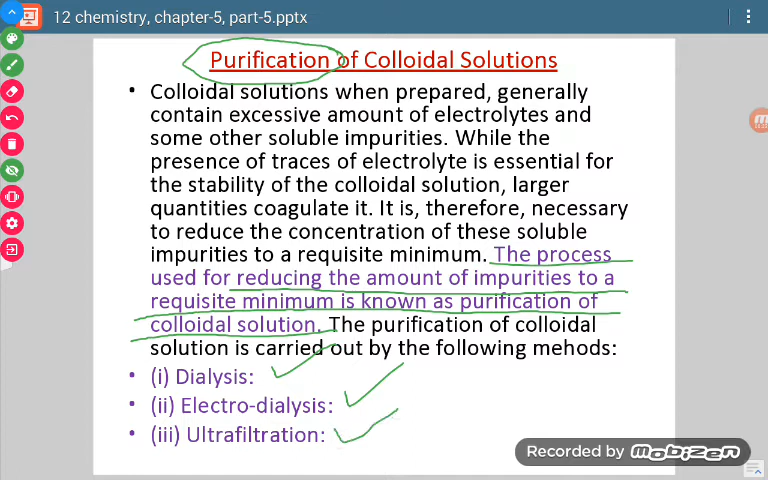 12 chemistry, chapter-5, part-5.pptx
Purification of Colloidal Solutions
• Colloidal solutions when prepared, generally
contain excessive amount of electrolytes and
some other soluble impurities. While the
presence of traces of electrolyte is essential for
the stability of the colloidal solution, larger
quantities coagulate it. It is, therefore, necessary
to reduce the concentration of these soluble
impurities to a requisite minimum. The process
used for reducing the amount of impurities to a
requisite minimum is known as purification of
colloidal solution. The purification of colloidal
solution is carried out by the following mehods:
• (i) Dialysis:
• (ii) Electro-dialysis:
• (iii) Ultrafiltration:
Recorded by mobizen